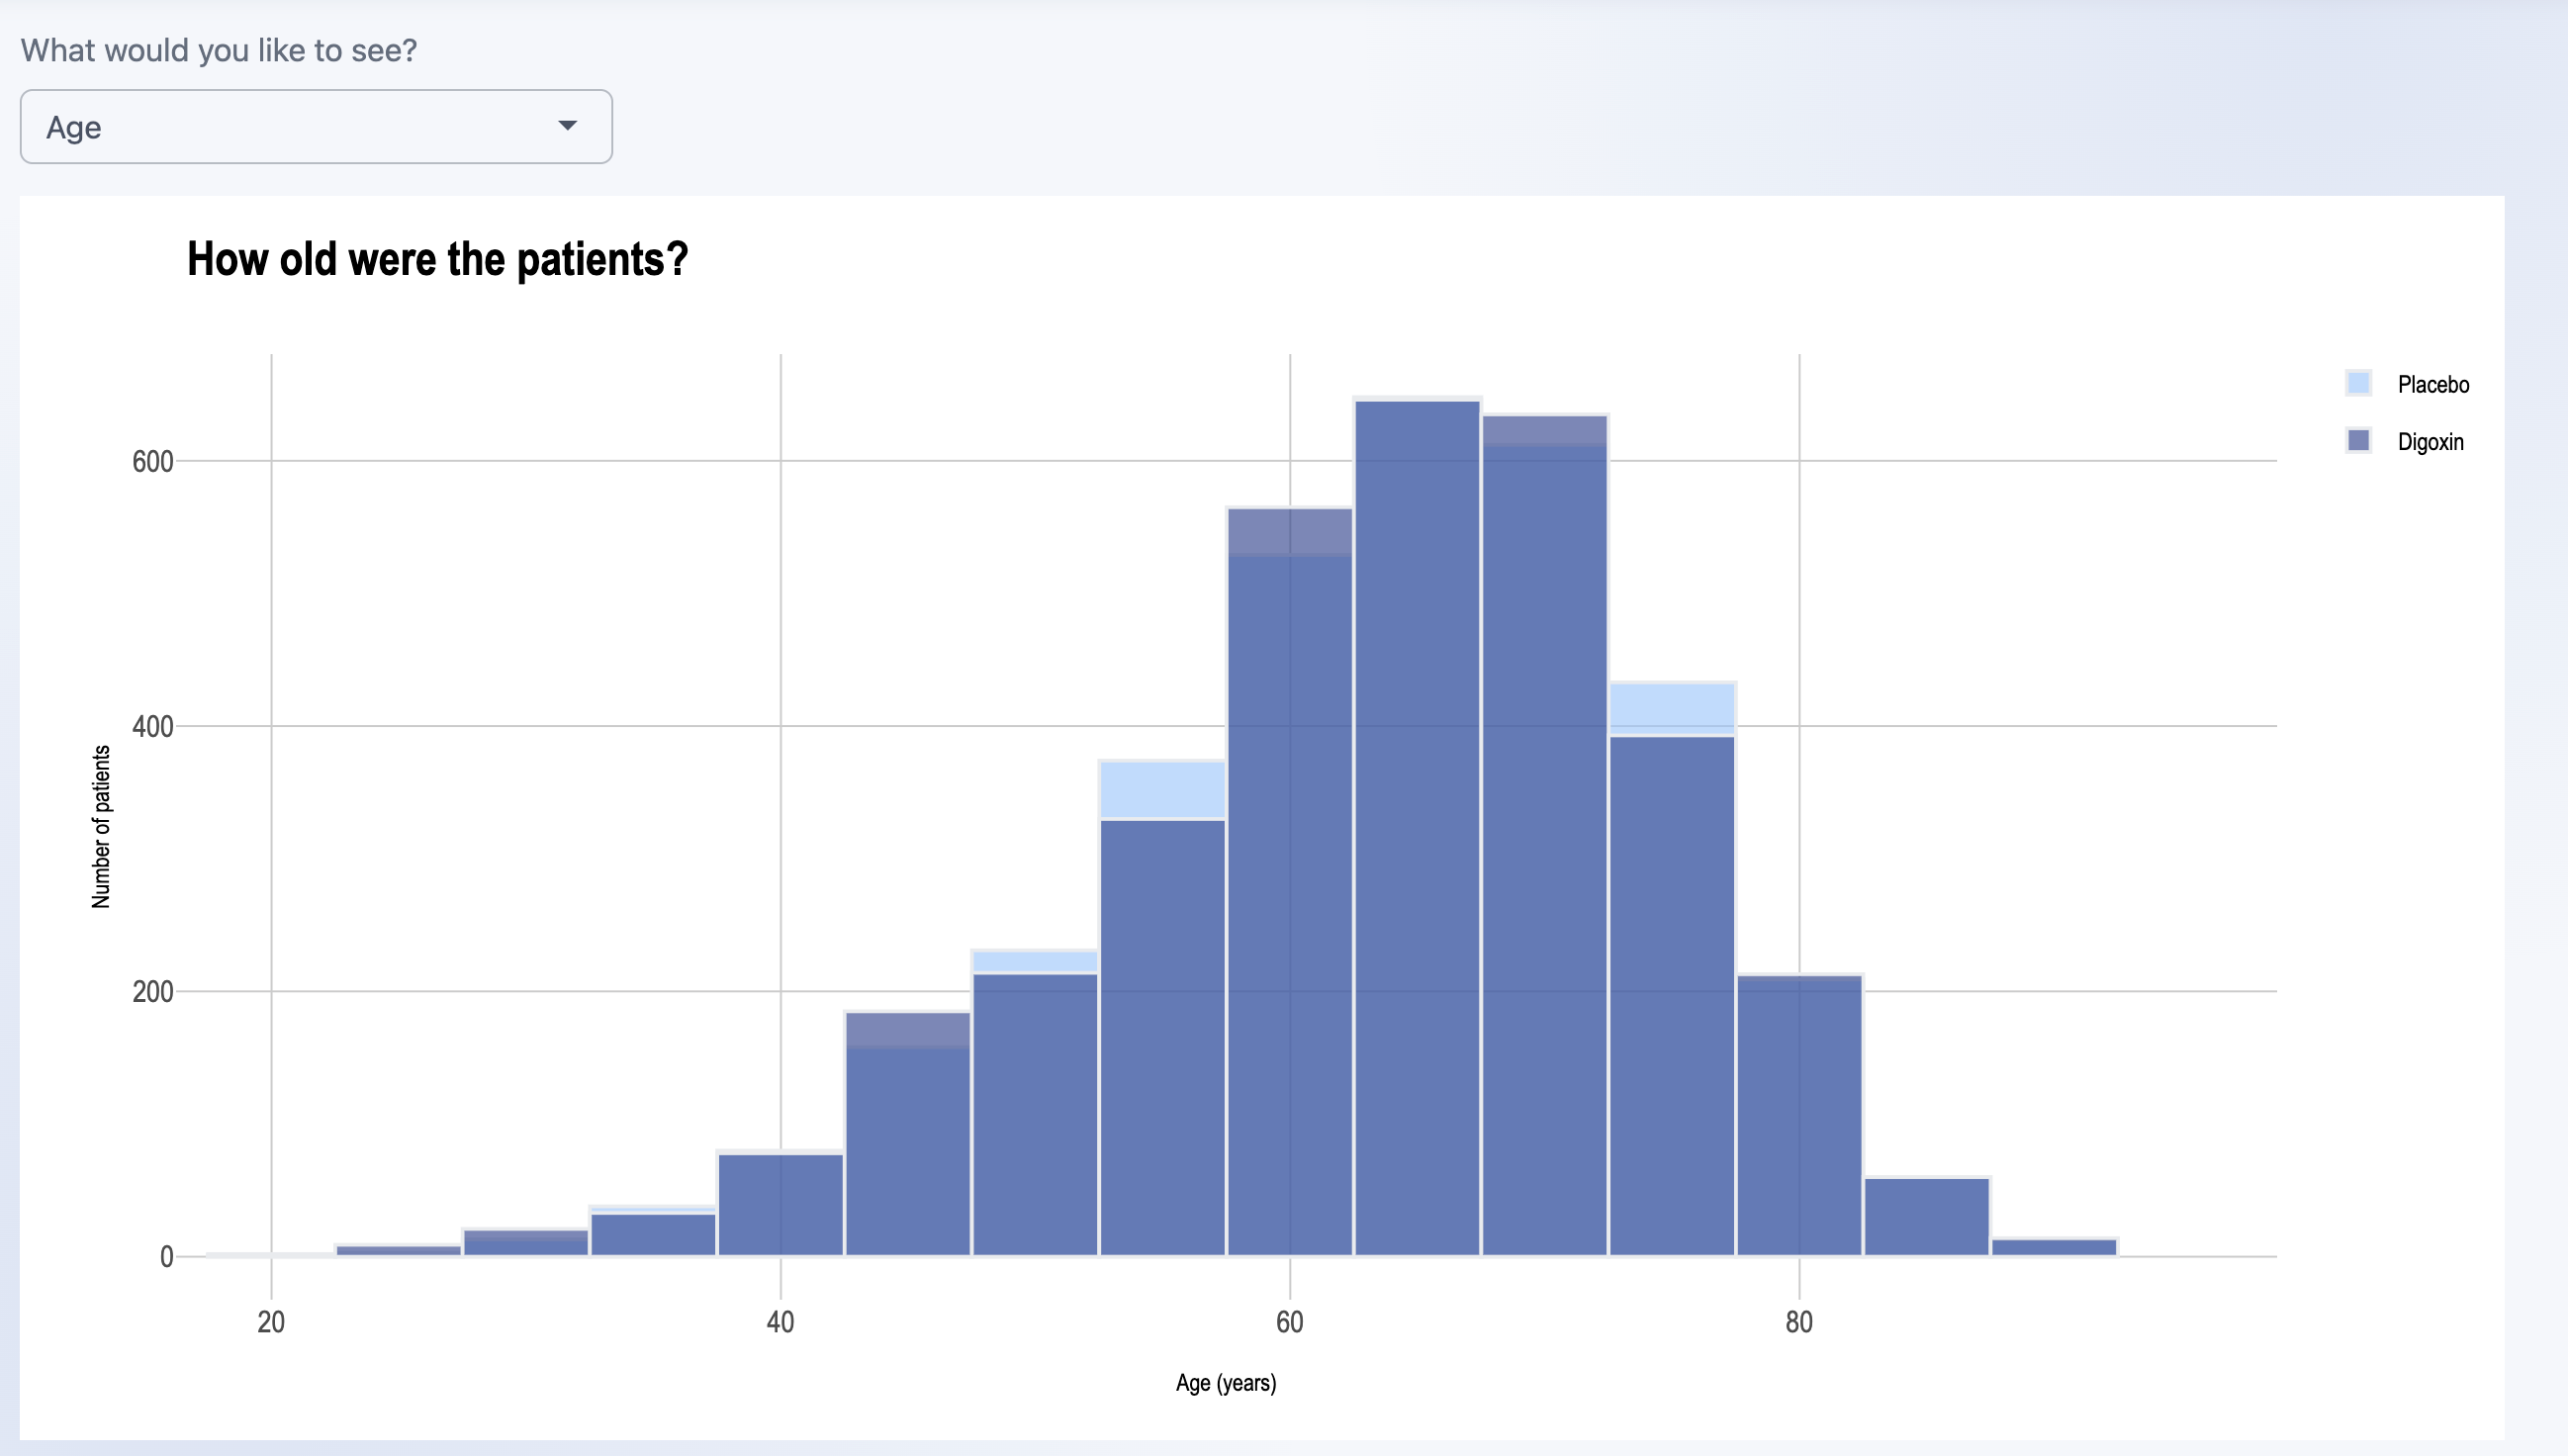 What would you like to see?
Age
How old were the patients?
Placebo
Digoxin
600
400
200
0
Number of patients
20 40 60 80
Age (years)